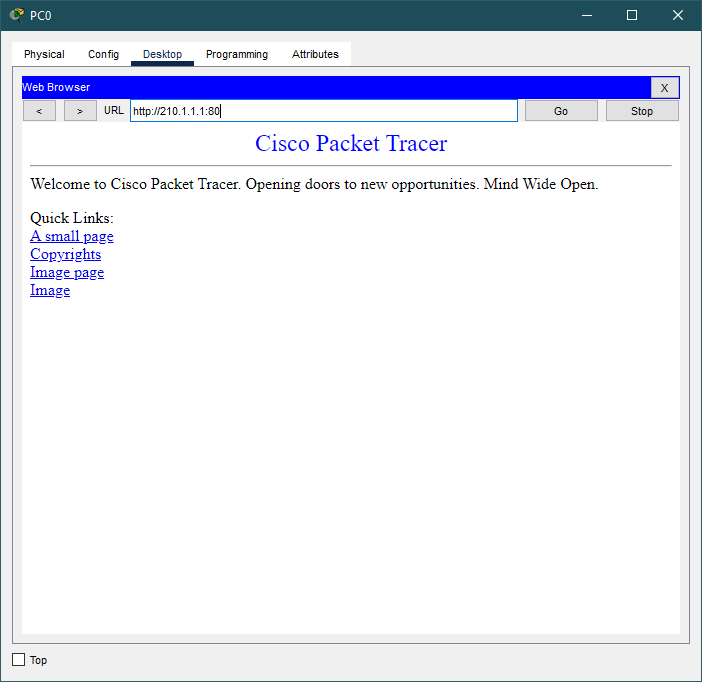 PC0
Physical Config Desktop Programming Attributes
Web Browser X
< > URL http://210.1.1.1:80 Go Stop
Cisco Packet Tracer
Welcome to Cisco Packet Tracer. Opening doors to new opportunities. Mind Wide Open.
Quick Links:
A small page
Copyrights
Image page
Image
Top